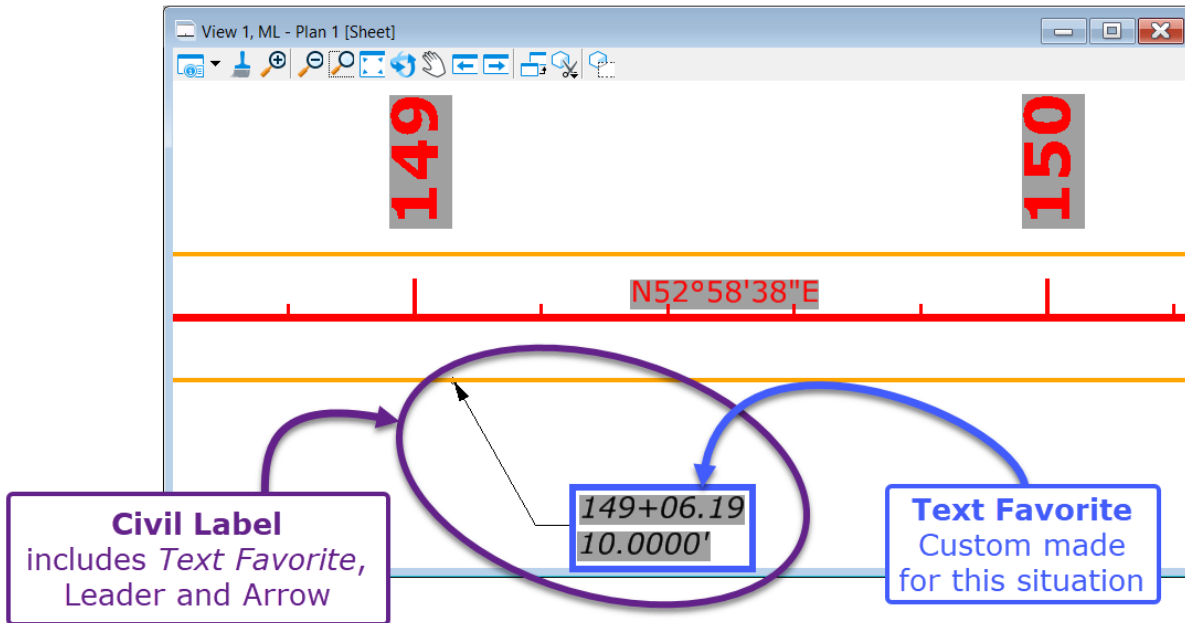 View 1, ML - Plan 1 [Sheet]
149
150
N52°58'38"E
149+06.19
10.0000'
Civil Label
includes Text Favorite,
Leader and Arrow
Text Favorite
Custom made
for this situation